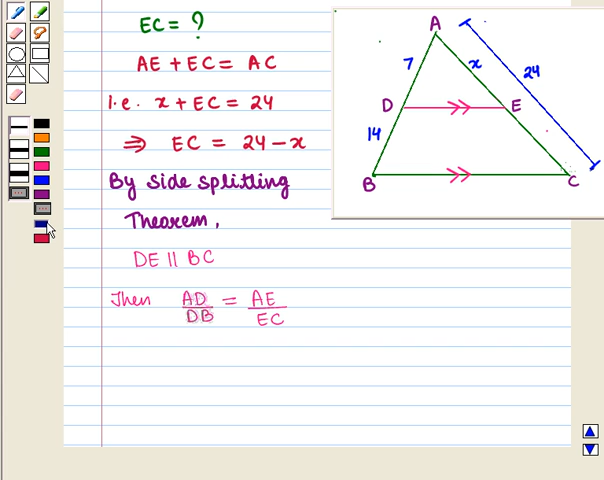 EC = ?
AE + EC = AC
i.e. x + EC = 24
⇒ EC = 24 - x
By side splitting
Theorem,
DE || BC
Then AD/DB = AE/EC
A
7
x
24
D
E
14
B
C